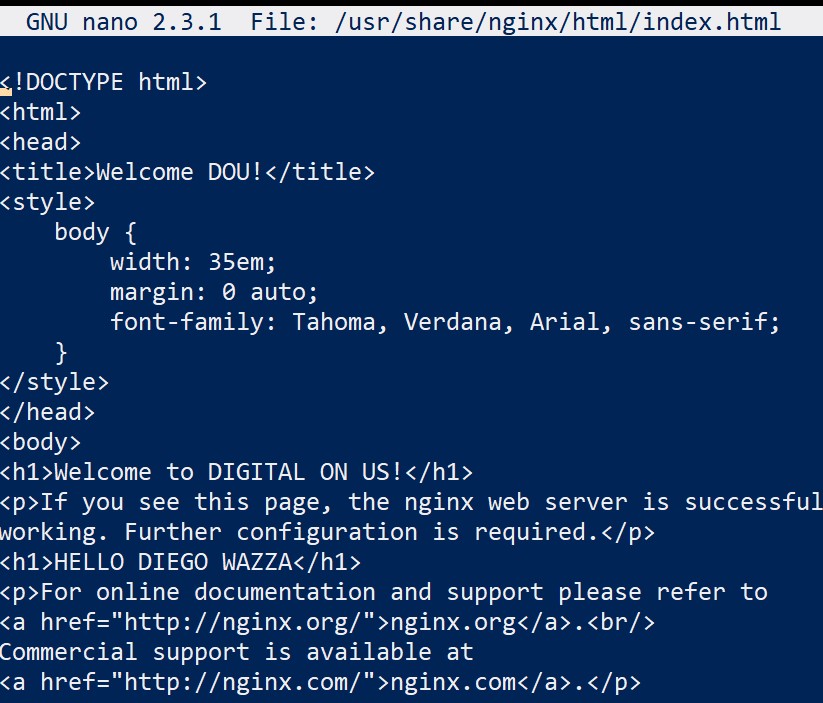 GNU nano 2.3.1  File: /usr/share/nginx/html/index.html
<!DOCTYPE html>
<html>
<head>
<title>Welcome DOU!</title>
<style>
    body {
        width: 35em;
        margin: 0 auto;
        font-family: Tahoma, Verdana, Arial, sans-serif;
    }
</style>
</head>
<body>
<h1>Welcome to DIGITAL ON US!</h1>
<p>If you see this page, the nginx web server is successful
working. Further configuration is required.</p>
<h1>HELLO DIEGO WAZZA</h1>
<p>For online documentation and support please refer to
<a href="http://nginx.org/">nginx.org</a>.<br/>
Commercial support is available at
<a href="http://nginx.com/">nginx.com</a>.</p>